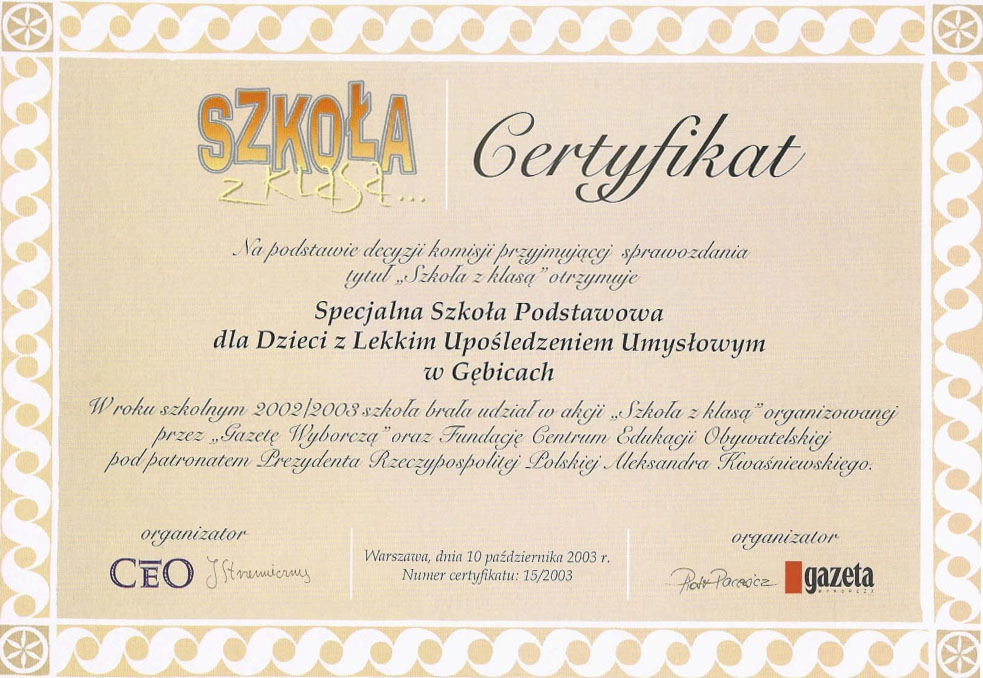 SZKOŁA
z klasą...
Certyfikat
Na podstawie decyzji komisji przyjmującej sprawozdania
tytuł „Szkoła z klasą” otrzymuje
Specjalna Szkoła Podstawowa
dla Dzieci z Lekkim Upośledzeniem Umysłowym
w Gębicach
W roku szkolnym 2002/2003 szkoła brała udział w akcji „Szkoła z klasą” organizowanej
przez „Gazetę Wyborczą” oraz Fundację Centrum Edukacji Obywatelskiej
pod patronatem Prezydenta Rzeczypospolitej Polskiej Aleksandra Kwaśniewskiego.
organizator
CEO
Warszawa, dnia 10 października 2003 r.
Numer certyfikatu: 15/2003
organizator
gazeta
WYBORCZA